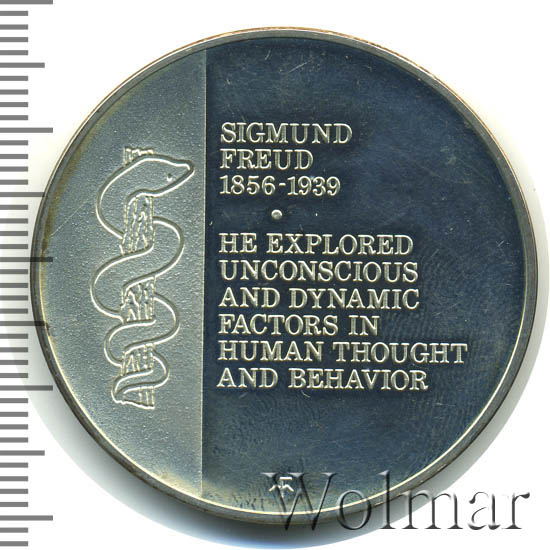 SIGMUND
FREUD
1856-1939
HE EXPLORED
UNCONSCIOUS
AND DYNAMIC
FACTORS IN
HUMAN THOUGHT
AND BEHAVIOR
Wolmar